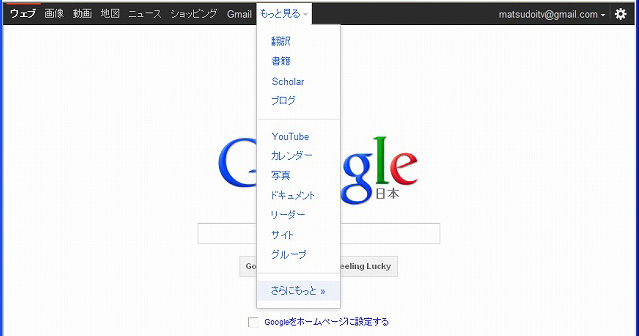 ウェブ 画像 動画 地図 ニュース ショッピング Gmail もっと見る matsudoitv@gmail.com
翻訳
書籍
Scholar
ブログ
YouTube
カレンダー
写真
ドキュメント
リーダー
サイト
グループ
さらにもっと »
G gle
日本
Go eeling Lucky
Googleをホームページに設定する